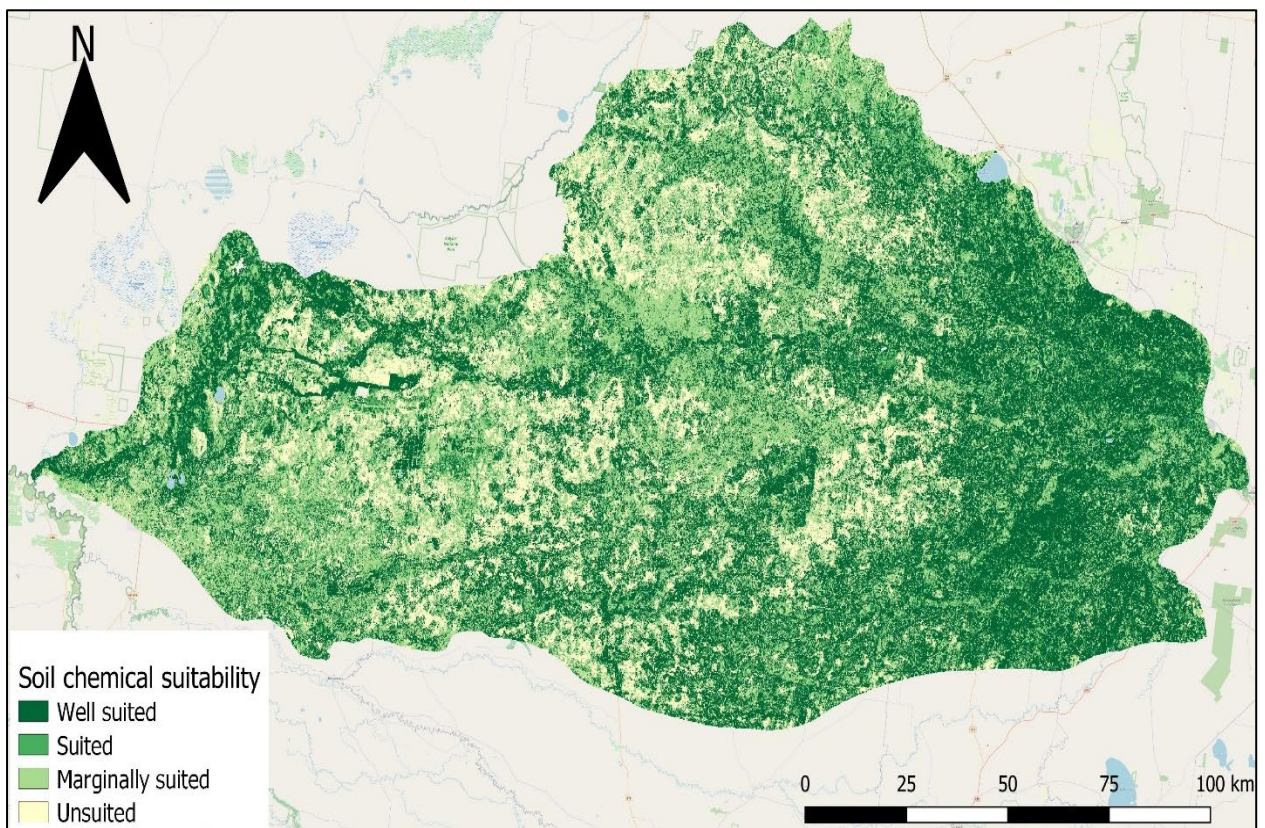 N
Soil chemical suitability
Well suited
Suited
Marginally suited
Unsuited
0 25 50 75 100 km